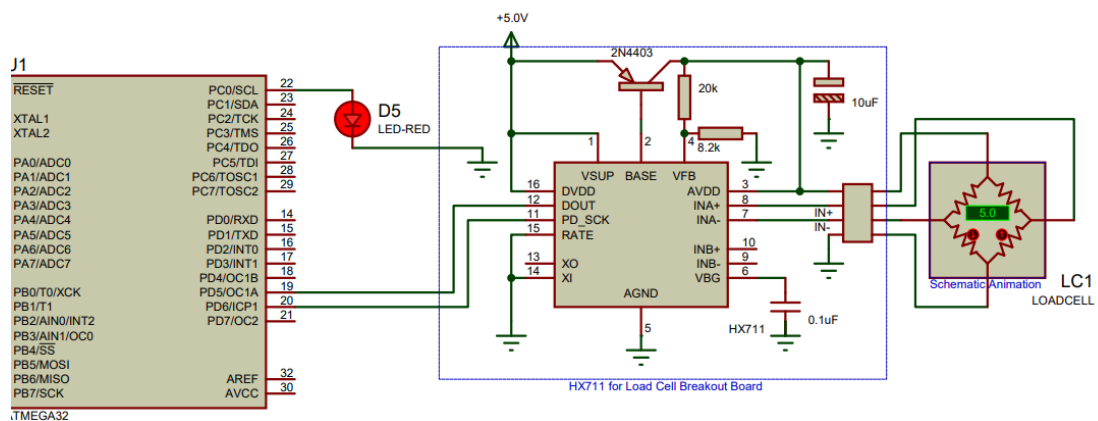 +5.0V
U1
RESET
XTAL1
XTAL2
PA0/ADC0
PA1/ADC1
PA2/ADC2
PA3/ADC3
PA4/ADC4
PA5/ADC5
PA6/ADC6
PA7/ADC7
PB0/T0/XCK
PB1/T1
PB2/AIN0/INT2
PB3/AIN1/OC0
PB4/SS
PB5/MOSI
PB6/MISO
PB7/SCK
PC0/SCL 22
PC1/SDA 23
PC2/TCK 24
PC3/TMS 25
PC4/TDO 26
PC5/TDI 27
PC6/TOSC1 28
PC7/TOSC2 29
PD0/RXD 14
PD1/TXD 15
PD2/INT0 16
PD3/INT1 17
PD4/OC1B 18
PD5/OC1A 19
PD6/ICP1 20
PD7/OC2 21
AREF 32
AVCC 30
ATMEGA32
D5
LED-RED
2N4403
20k
10uF
8.2k
1
2
4
VSUP BASE VFB
16 DVDD
12 DOUT
11 PD_SCK
15 RATE
13 XO
14 XI
AVDD 3
INA+ 8
INA- 7
INB+ 10
INB- 9
VBG 6
AGND
5
HX711
0.1uF
IN+
IN-
5.0
Schematic Animation
LC1
LOADCELL
HX711 for Load Cell Breakout Board